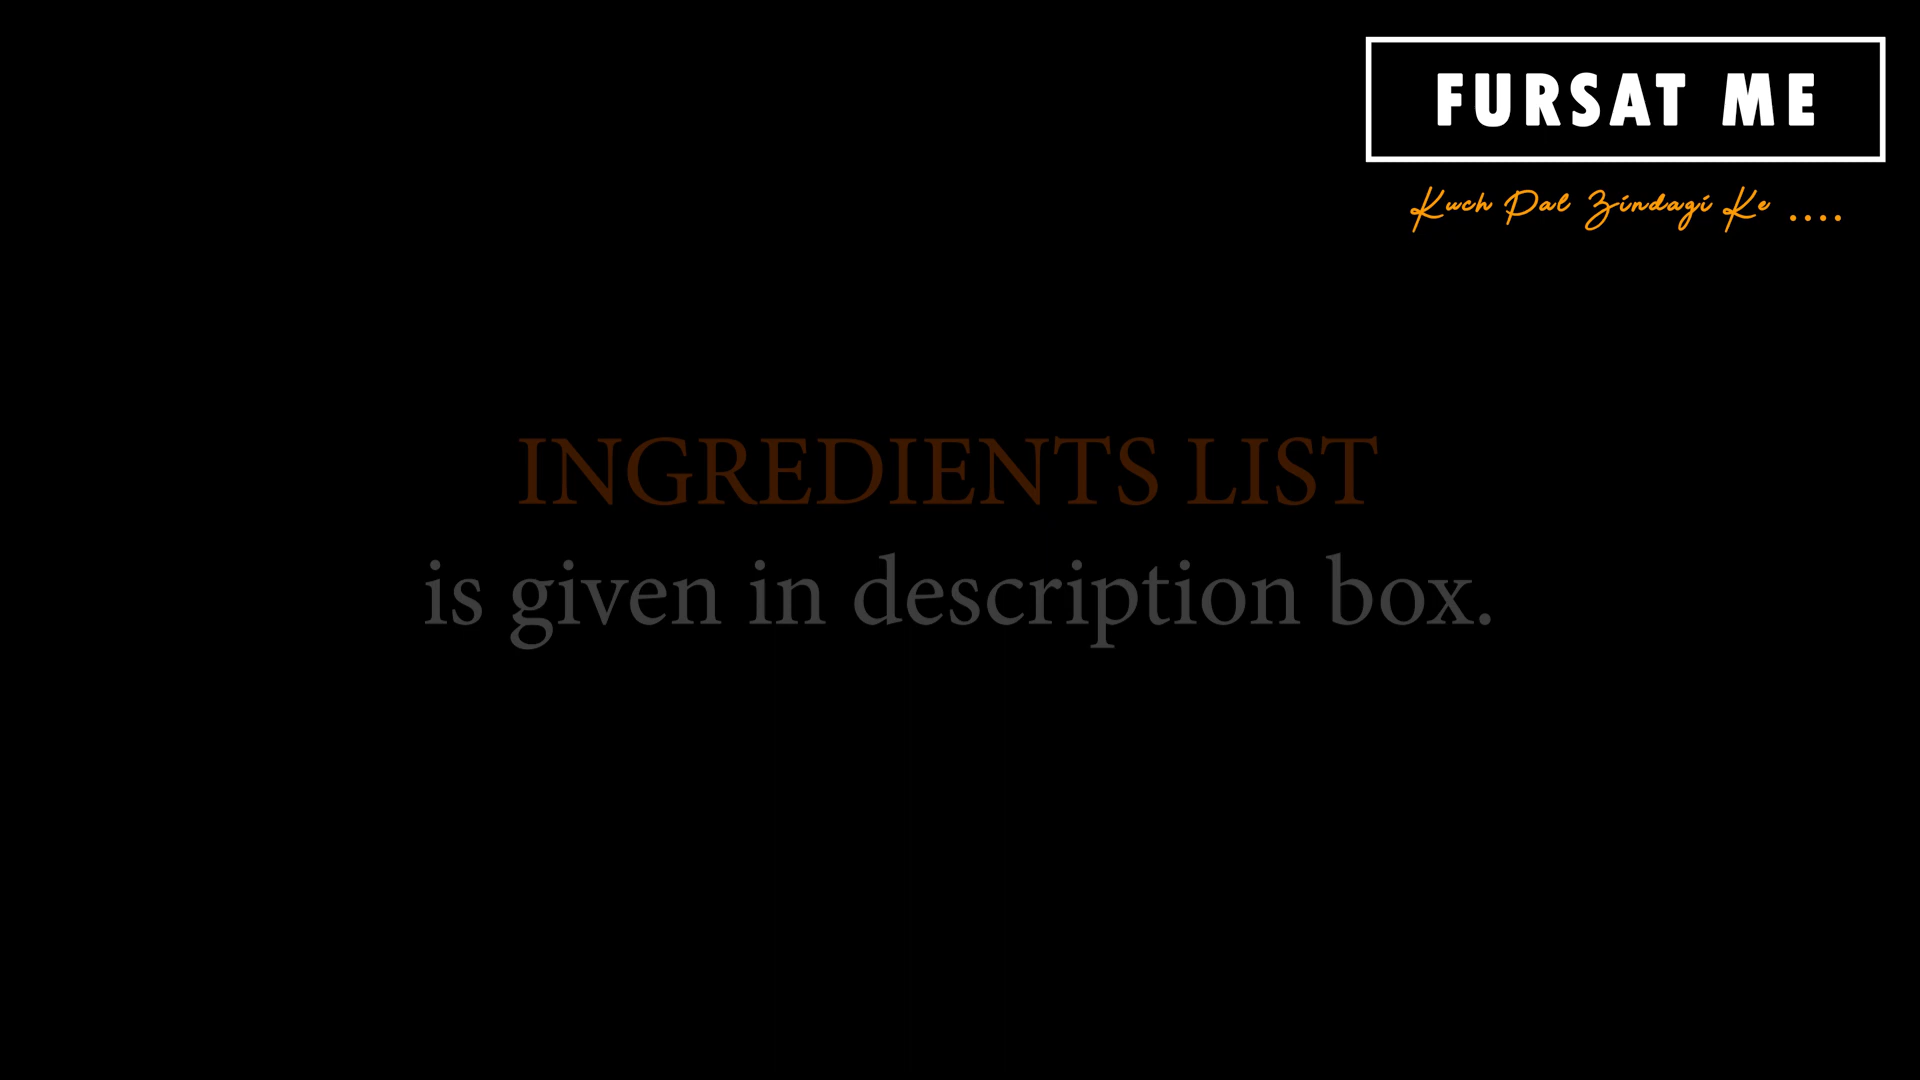 FURSAT ME
Kuch Pal Zindagi Ke ....
INGREDIENTS LIST
is given in description box.